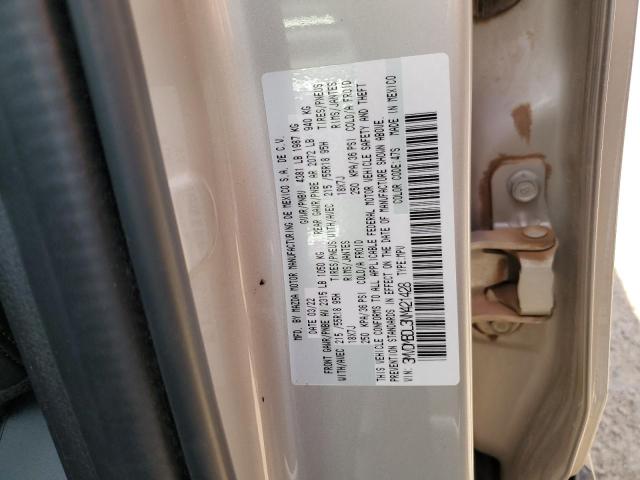 MFD. BY MAZDA MOTOR MANUFACTURING DE MEXICO S.A. DE C.V.
DATE 03/22 GVWR/PNBV 4381 LB 1987 KG
FRONT GAWR/PNBE AV 2315 LB 1050 KG REAR GAWR/PNBE AR 2072 LB 940 KG
WITH/AVEC 215 /55R18 95H TIRES/PNEUS WITH/AVEC 215 /55R18 95H TIRES/PNEUS
18X7J RIMS/JANTES 18X7J RIMS/JANTES
250 KPA/36 PSI COLD/A FROID 250 KPA/36 PSI COLD/A FROID
THIS VEHICLE CONFORMS TO ALL APPLICABLE FEDERAL MOTOR VEHICLE SAFETY AND THEFT
PREVENTION STANDARDS IN EFFECT ON THE DATE OF MANUFACTURE SHOWN ABOVE.
VIN: TYPE: MPV COLOR CODE: 47S MADE IN MEXICO